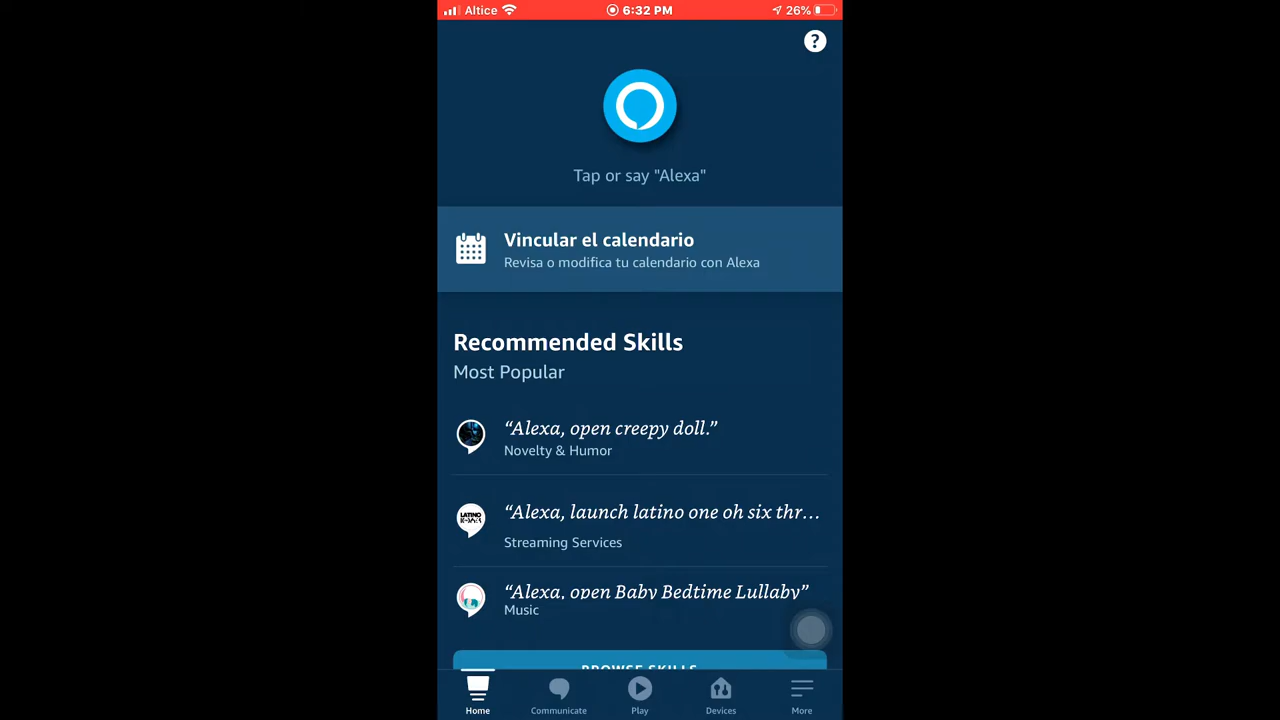 Altice
6:32 PM
26%
?
Tap or say "Alexa"
Vincular el calendario
Revisa o modifica tu calendario con Alexa
Recommended Skills
Most Popular
“Alexa, open creepy doll.”
Novelty & Humor
LATINO
“Alexa, launch latino one oh six thr...
Streaming Services
“Alexa, open Baby Bedtime Lullaby”
Music
BROWSE SKILLS
Home
Communicate
Play
Devices
More